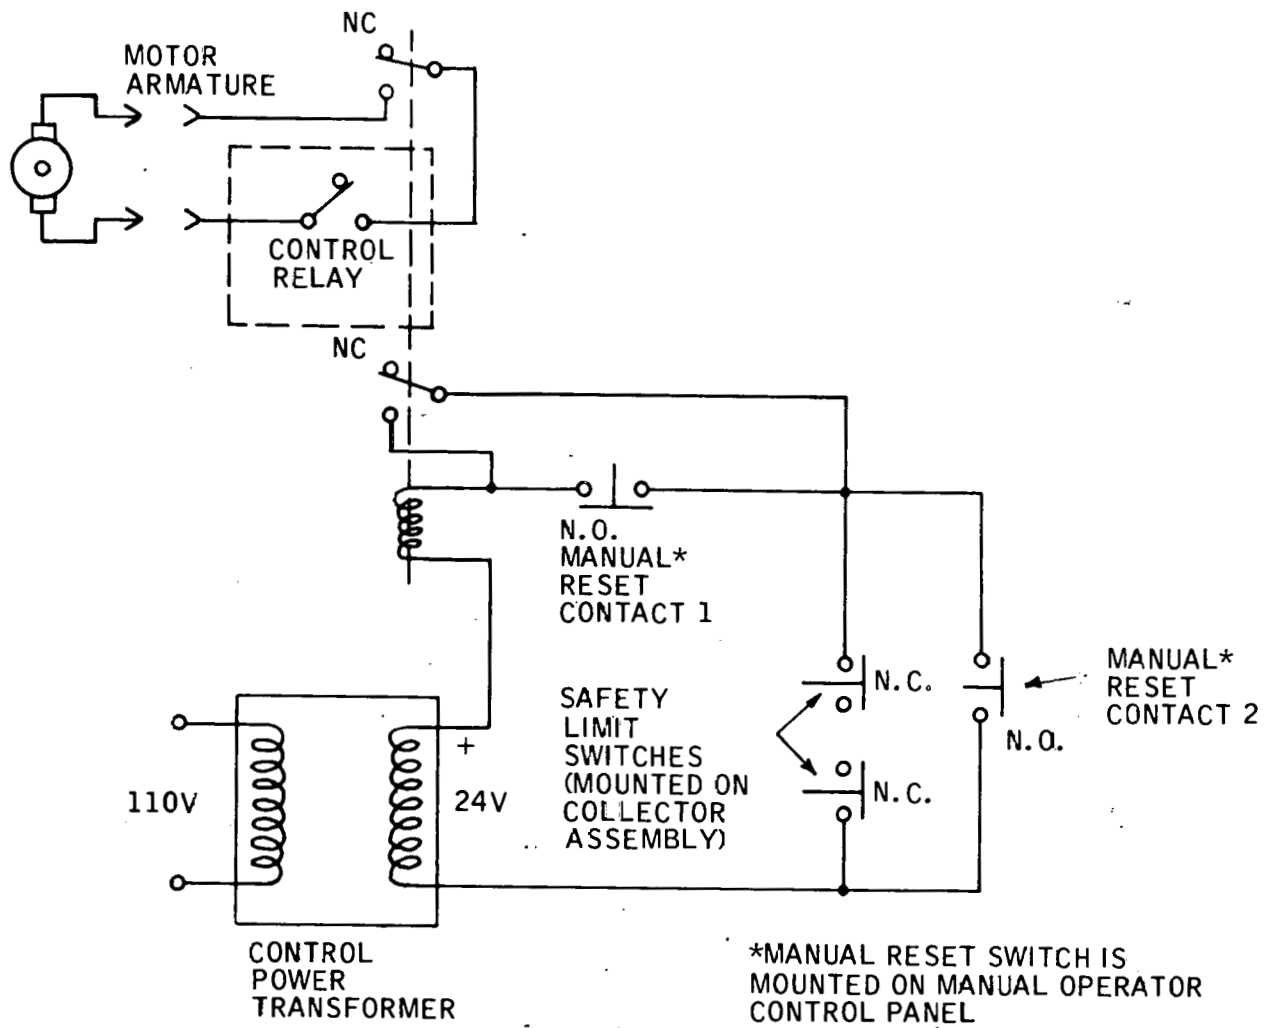 NC
MOTOR
ARMATURE
CONTROL
RELAY
NC
N.O.
MANUAL*
RESET
CONTACT 1
SAFETY
LIMIT
SWITCHES
(MOUNTED ON
COLLECTOR
ASSEMBLY)
N.C.
N.C.
MANUAL*
RESET
CONTACT 2
N.O.
110V
+
24V
CONTROL
POWER
TRANSFORMER
*MANUAL RESET SWITCH IS
MOUNTED ON MANUAL OPERATOR
CONTROL PANEL